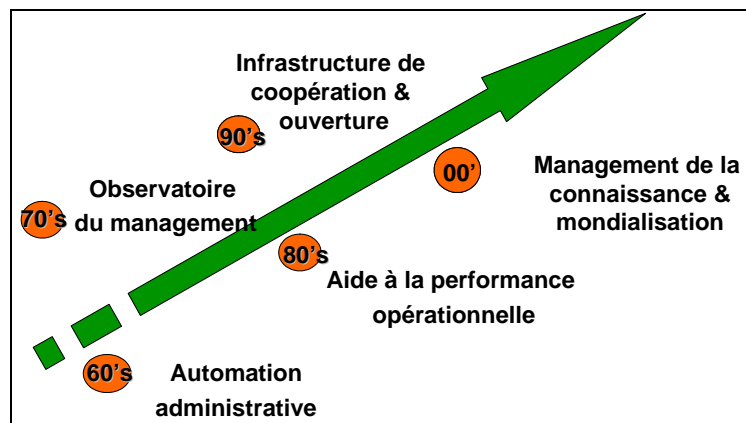 Infrastructure de
coopération &
ouverture
90's
00'
Management de la
connaissance &
mondialisation
Observatoire
du management
70's
80's
Aide à la performance
opérationnelle
60's
Automation
administrative